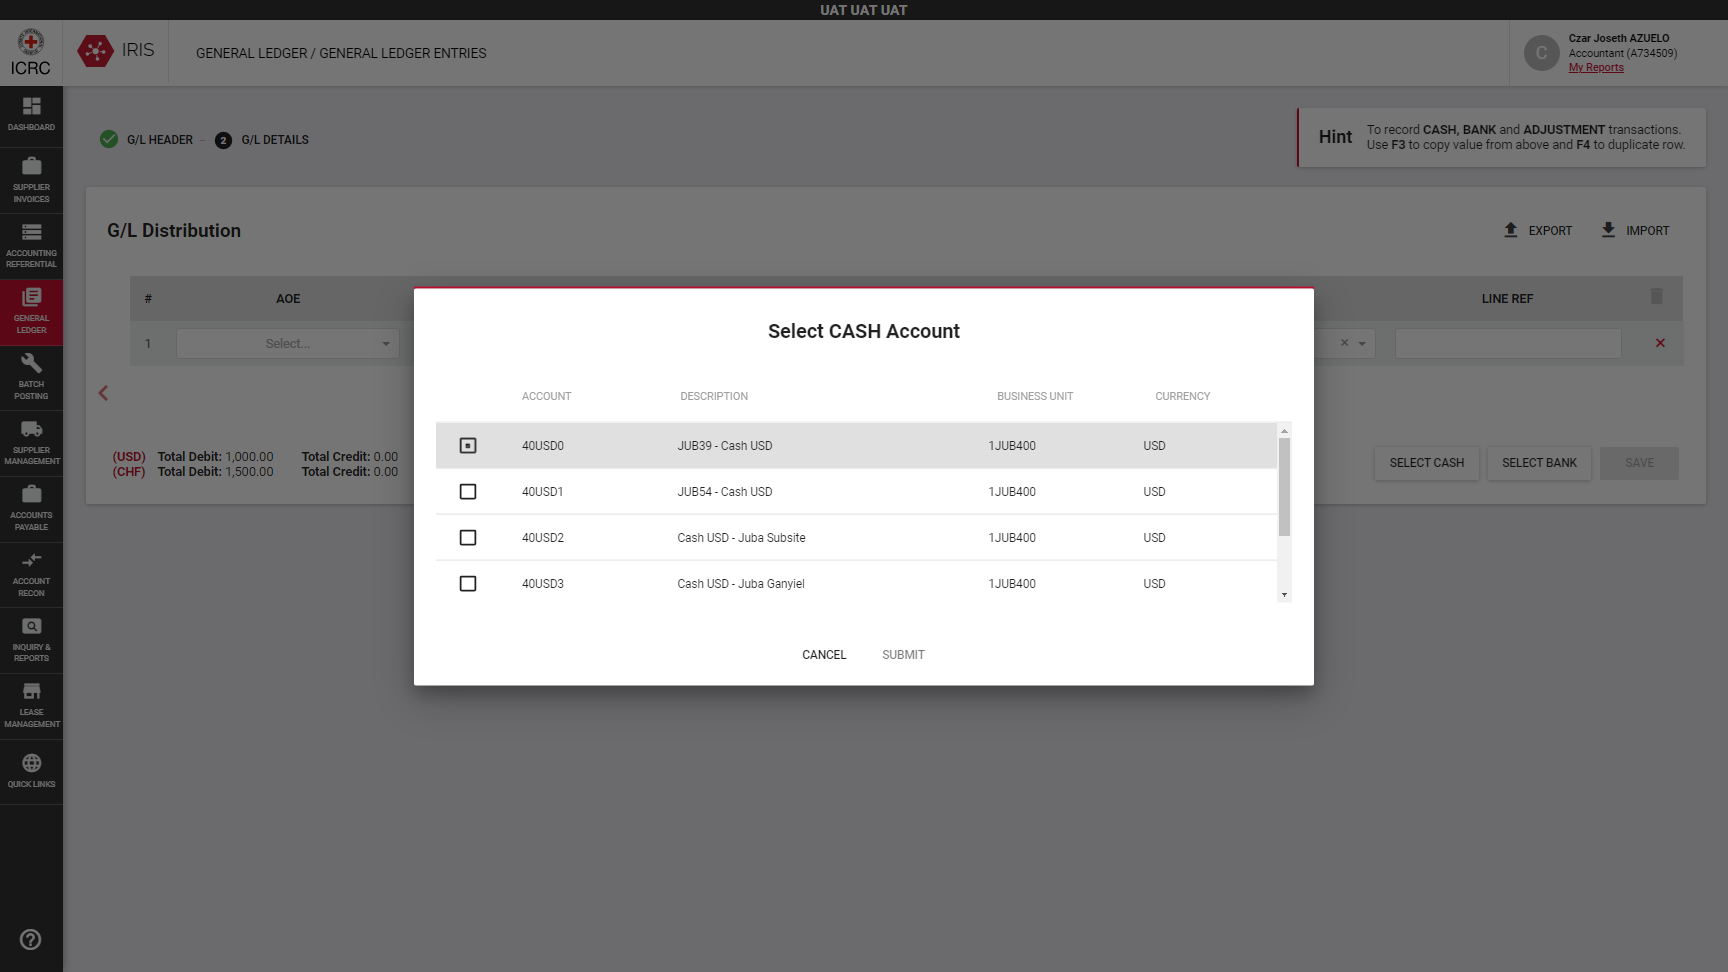 UAT UAT UAT
ICRC
IRIS
GENERAL LEDGER / GENERAL LEDGER ENTRIES
C
Czar Joseth AZUELO
Accountant (A734509)
My Reports
DASHBOARD
SUPPLIER
INVOICES
ACCOUNTING
REFERENTIAL
GENERAL
LEDGER
BATCH
POSTING
SUPPLIER
MANAGEMENT
ACCOUNTS
PAYABLE
ACCOUNT
RECON
INQUIRY &
REPORTS
LEASE
MANAGEMENT
QUICK LINKS
G/L HEADER
2 G/L DETAILS
Hint
To record CASH, BANK and ADJUSTMENT transactions.
Use F3 to copy value from above and F4 to duplicate row.
G/L Distribution
EXPORT IMPORT
# AOE LINE REF
1 Select...
(USD) Total Debit: 1,000.00 Total Credit: 0.00
(CHF) Total Debit: 1,500.00 Total Credit: 0.00
SELECT CASH SELECT BANK SAVE
Select CASH Account
ACCOUNT DESCRIPTION BUSINESS UNIT CURRENCY
40USD0 JUB39 - Cash USD 1JUB400 USD
40USD1 JUB54 - Cash USD 1JUB400 USD
40USD2 Cash USD - Juba Subsite 1JUB400 USD
40USD3 Cash USD - Juba Ganyiel 1JUB400 USD
CANCEL SUBMIT